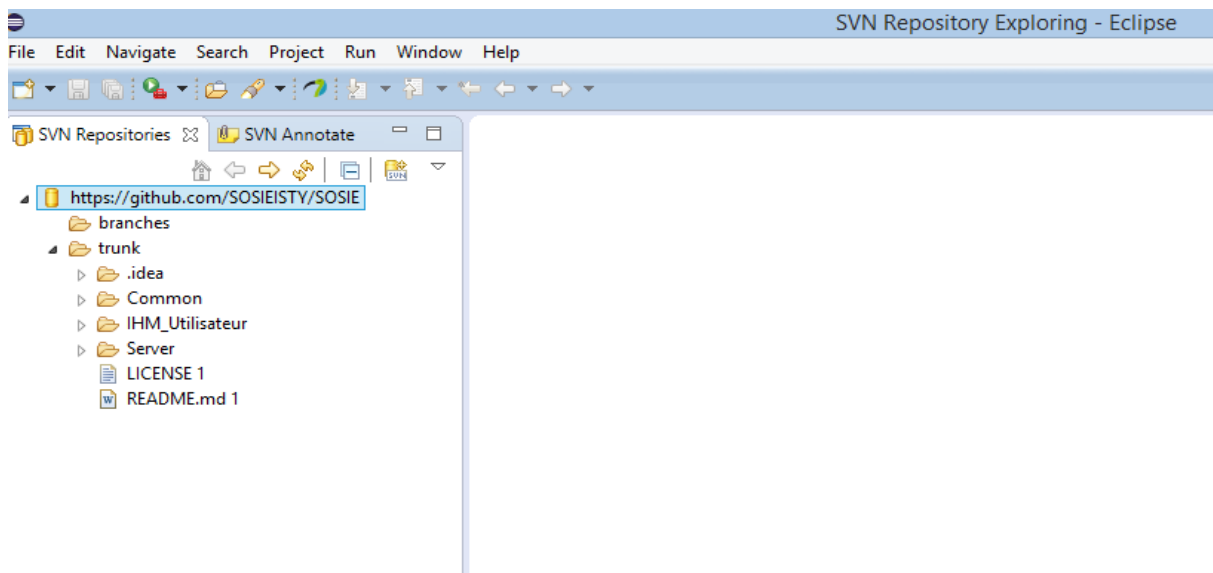 SVN Repository Exploring - Eclipse
File Edit Navigate Search Project Run Window Help
SVN Repositories SVN Annotate
SVN
https://github.com/SOSIEISTY/SOSIE
branches
trunk
.idea
Common
IHM_Utilisateur
Server
LICENSE 1
README.md 1